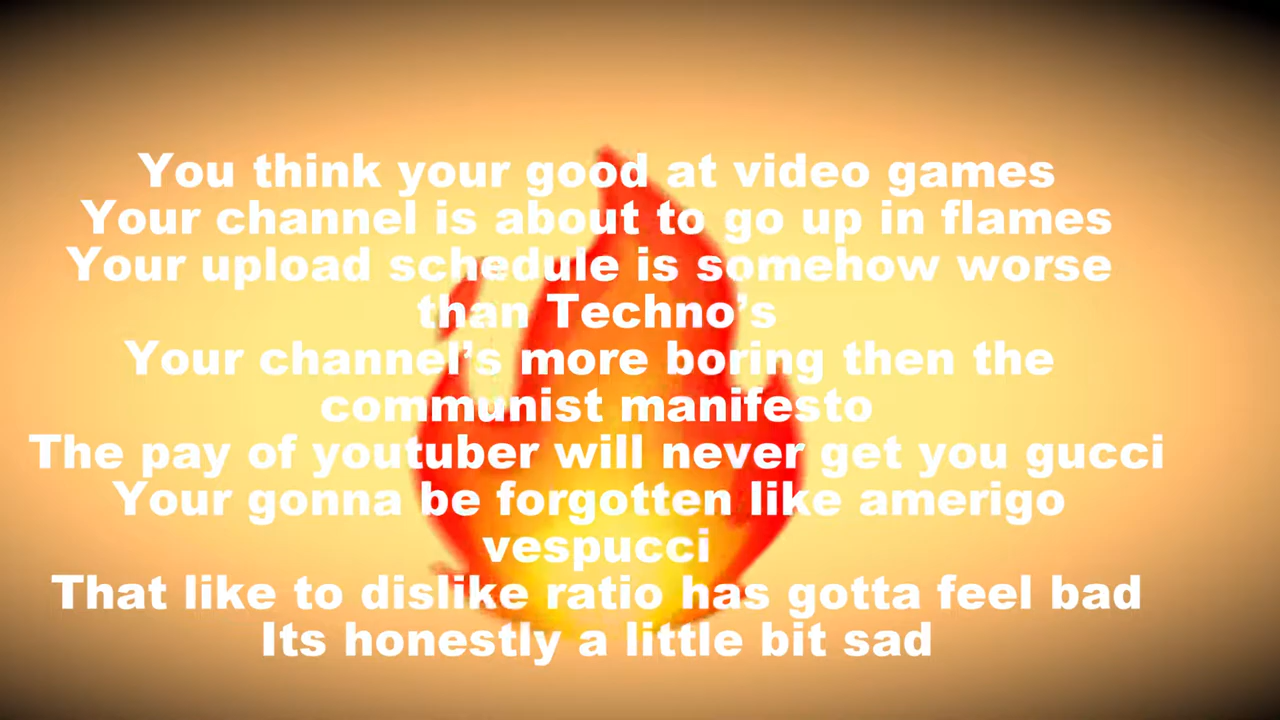 You think your good at video games
Your channel is about to go up in flames
Your upload schedule is somehow worse
than Techno’s
Your channel’s more boring then the
communist manifesto
The pay of youtuber will never get you gucci
Your gonna be forgotten like amerigo
vespucci
That like to dislike ratio has gotta feel bad
Its honestly a little bit sad